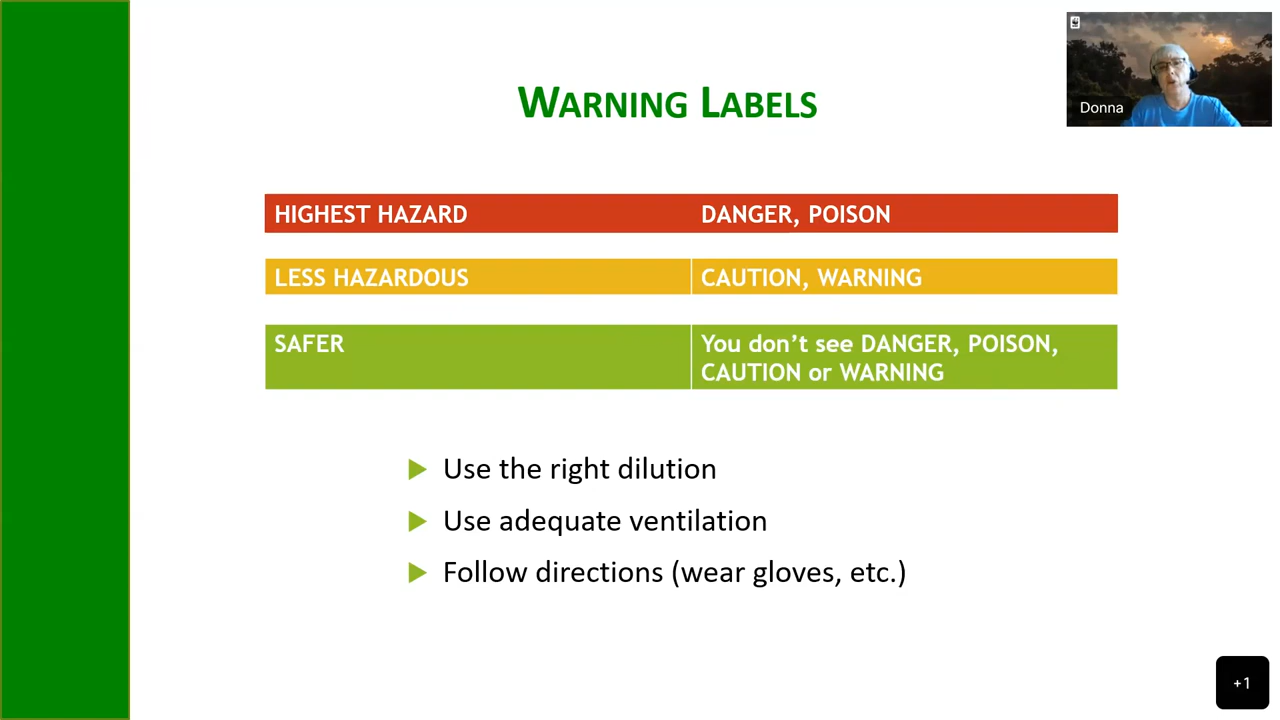 WARNING LABELS
Donna
HIGHEST HAZARD DANGER, POISON
LESS HAZARDOUS CAUTION, WARNING
SAFER You don’t see DANGER, POISON,
CAUTION or WARNING
Use the right dilution
Use adequate ventilation
Follow directions (wear gloves, etc.)
+1